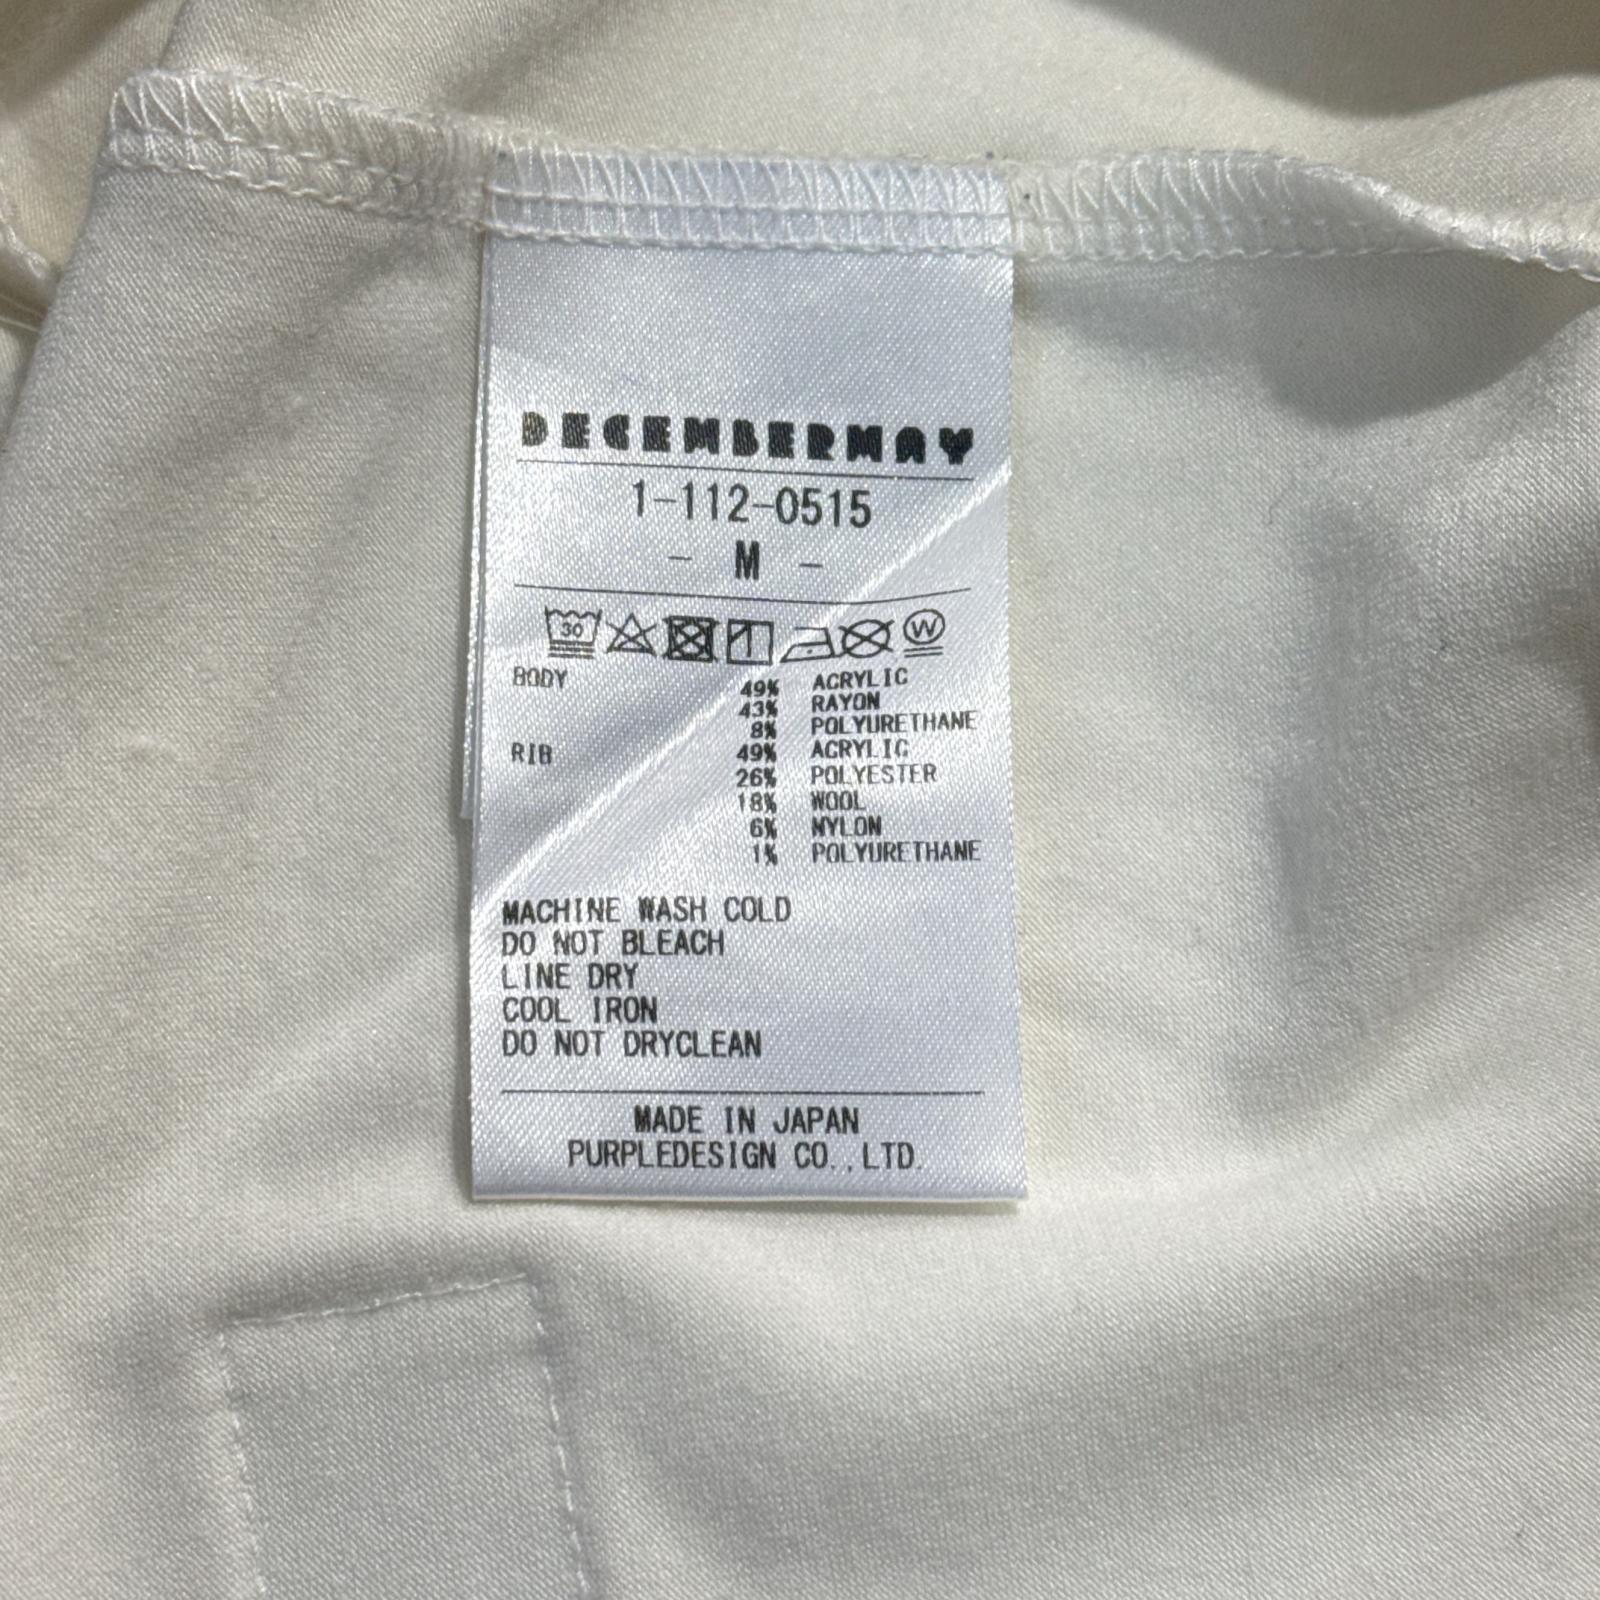 DECEMBERMAY
1-112-0515
- M -
30 W
BODY 49% ACRYLIC
43% RAYON
8% POLYURETHANE
RIB 49% ACRYLIC
26% POLYESTER
18% WOOL
6% NYLON
1% POLYURETHANE
MACHINE WASH COLD
DO NOT BLEACH
LINE DRY
COOL IRON
DO NOT DRYCLEAN
MADE IN JAPAN
PURPLEDESIGN CO.,LTD.